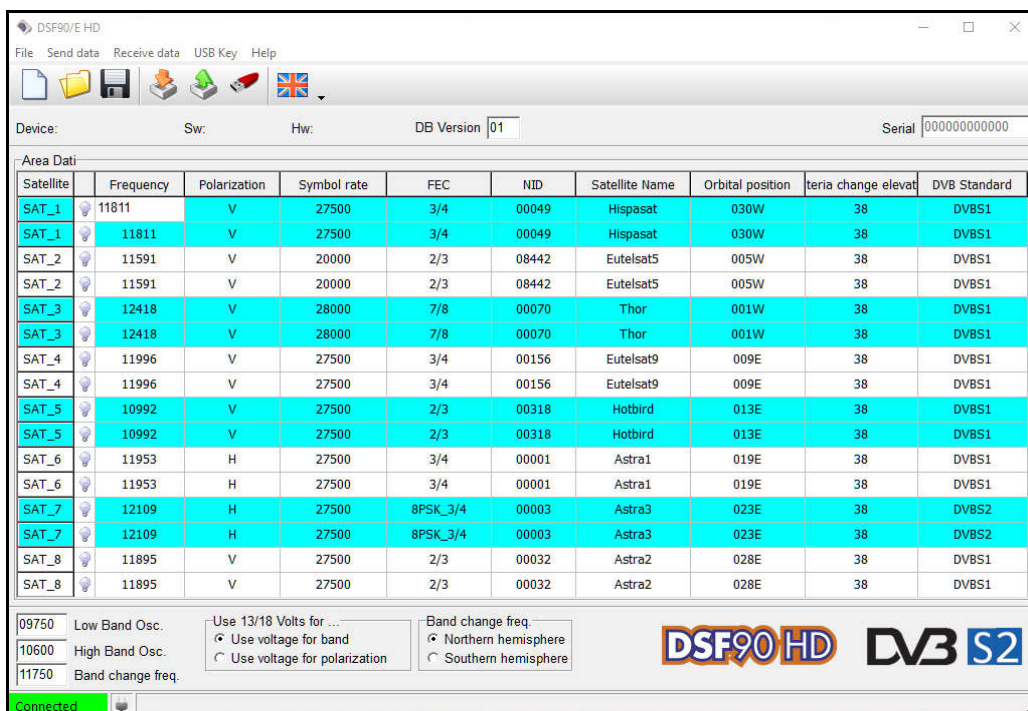 DSF90/E HD
File Send data Receive data USB Key Help
Device: Sw: Hw: DB Version 01 Serial 000000000000
Area Dati
Satellite Frequency Polarization Symbol rate FEC NID Satellite Name Orbital position teria change elevat DVB Standard
SAT_1 11811 V 27500 3/4 00049 Hispasat 030W 38 DVBS1
SAT_1 11811 V 27500 3/4 00049 Hispasat 030W 38 DVBS1
SAT_2 11591 V 20000 2/3 08442 Eutelsat5 005W 38 DVBS1
SAT_2 11591 V 20000 2/3 08442 Eutelsat5 005W 38 DVBS1
SAT_3 12418 V 28000 7/8 00070 Thor 001W 38 DVBS1
SAT_3 12418 V 28000 7/8 00070 Thor 001W 38 DVBS1
SAT_4 11996 V 27500 3/4 00156 Eutelsat9 009E 38 DVBS1
SAT_4 11996 V 27500 3/4 00156 Eutelsat9 009E 38 DVBS1
SAT_5 10992 V 27500 2/3 00318 Hotbird 013E 38 DVBS1
SAT_5 10992 V 27500 2/3 00318 Hotbird 013E 38 DVBS1
SAT_6 11953 H 27500 3/4 00001 Astra1 019E 38 DVBS1
SAT_6 11953 H 27500 3/4 00001 Astra1 019E 38 DVBS1
SAT_7 12109 H 27500 8PSK_3/4 00003 Astra3 023E 38 DVBS2
SAT_7 12109 H 27500 8PSK_3/4 00003 Astra3 023E 38 DVBS2
SAT_8 11895 V 27500 2/3 00032 Astra2 028E 38 DVBS1
SAT_8 11895 V 27500 2/3 00032 Astra2 028E 38 DVBS1
09750 Low Band Osc.
10600 High Band Osc.
11750 Band change freq.
Use 13/18 Volts for ...
Use voltage for band
Use voltage for polarization
Band change freq.
Northern hemisphere
Southern hemisphere
DSF90 HD
DVB S2
Connected